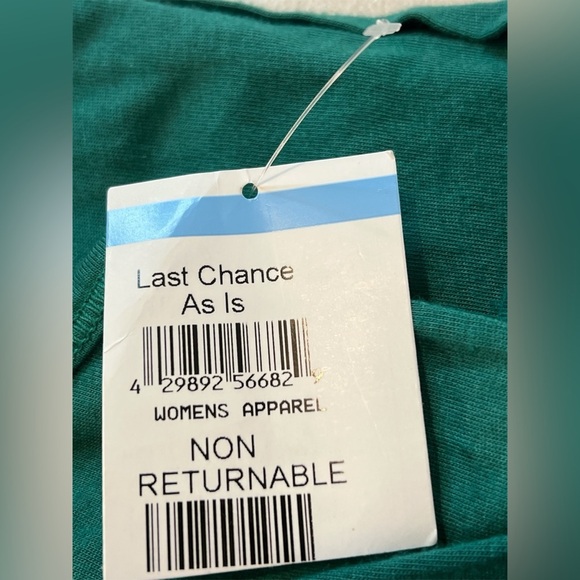 Last Chance
As Is
4 29892 56682
WOMENS APPAREL
NON
RETURNABLE